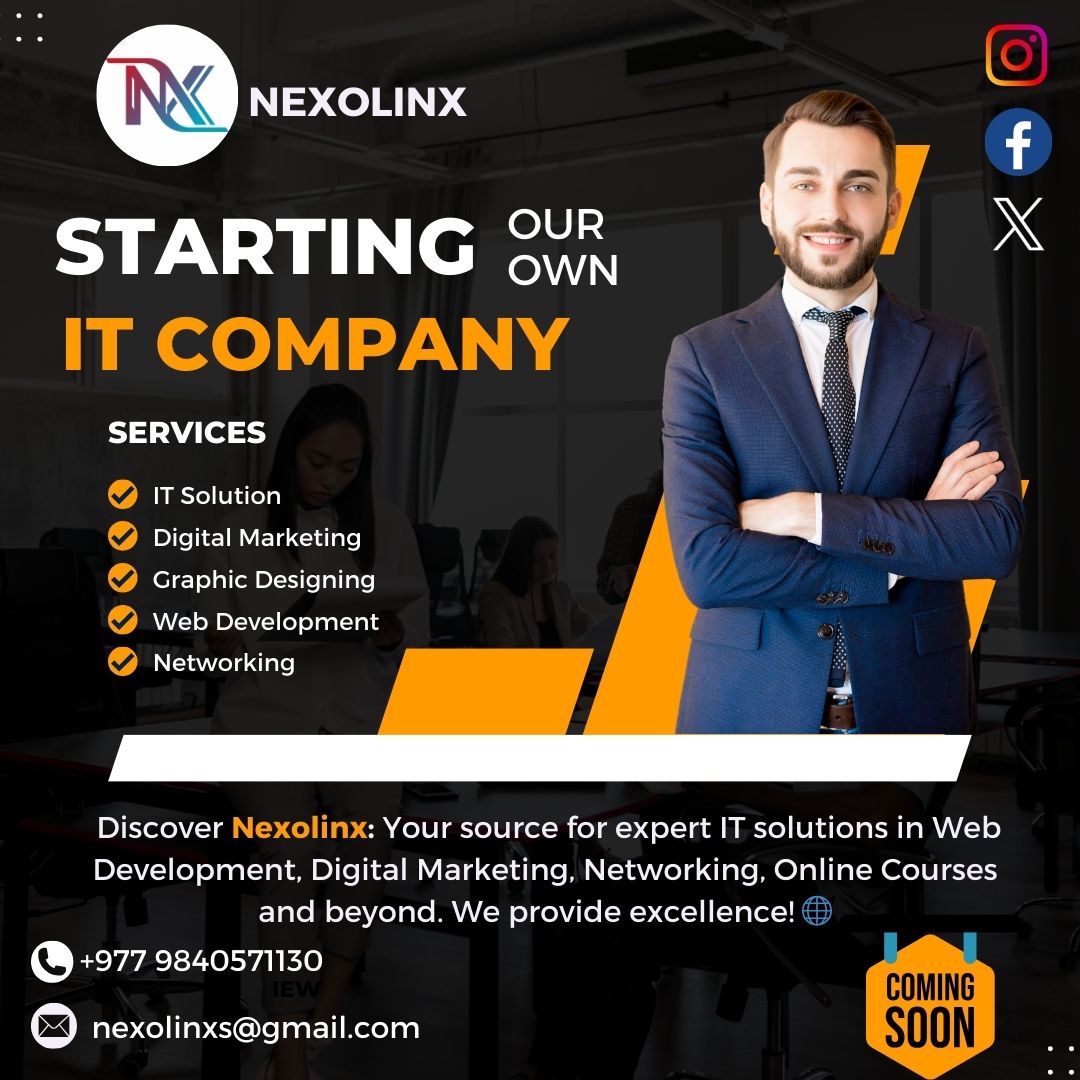 NX
NEXOLINX
STARTING
OUR
OWN
IT COMPANY
SERVICES
IT Solution
Digital Marketing
Graphic Designing
Web Development
Networking
Discover Nexolinx: Your source for expert IT solutions in Web
Development, Digital Marketing, Networking, Online Courses
and beyond. We provide excellence!
+977 9840571130
IEW
nexolinxs@gmail.com
COMING
SOON